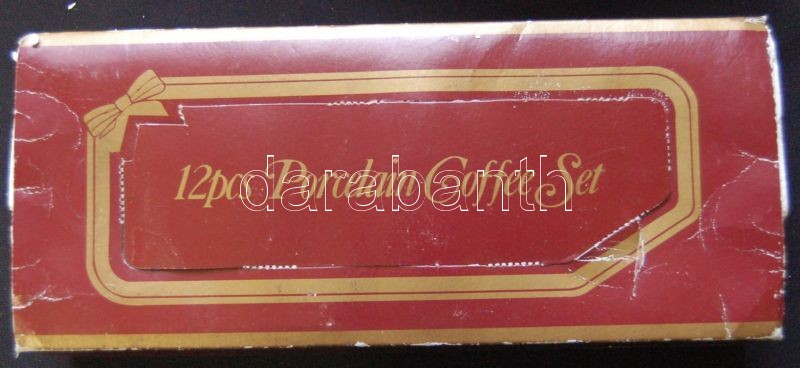 12pcs Porcelain Coffee Set
darabanth